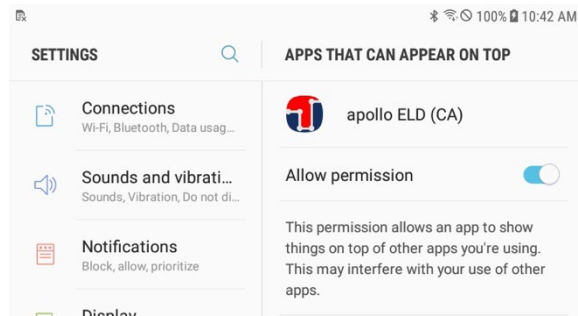 100% 10:42 AM
SETTINGS
APPS THAT CAN APPEAR ON TOP
Connections
Wi-Fi, Bluetooth, Data usag...
apollo ELD (CA)
Sounds and vibrati...
Sounds, Vibration, Do not di...
Allow permission
Notifications
Block, allow, prioritize
This permission allows an app to show
things on top of other apps you're using.
This may interfere with your use of other
apps.
Display